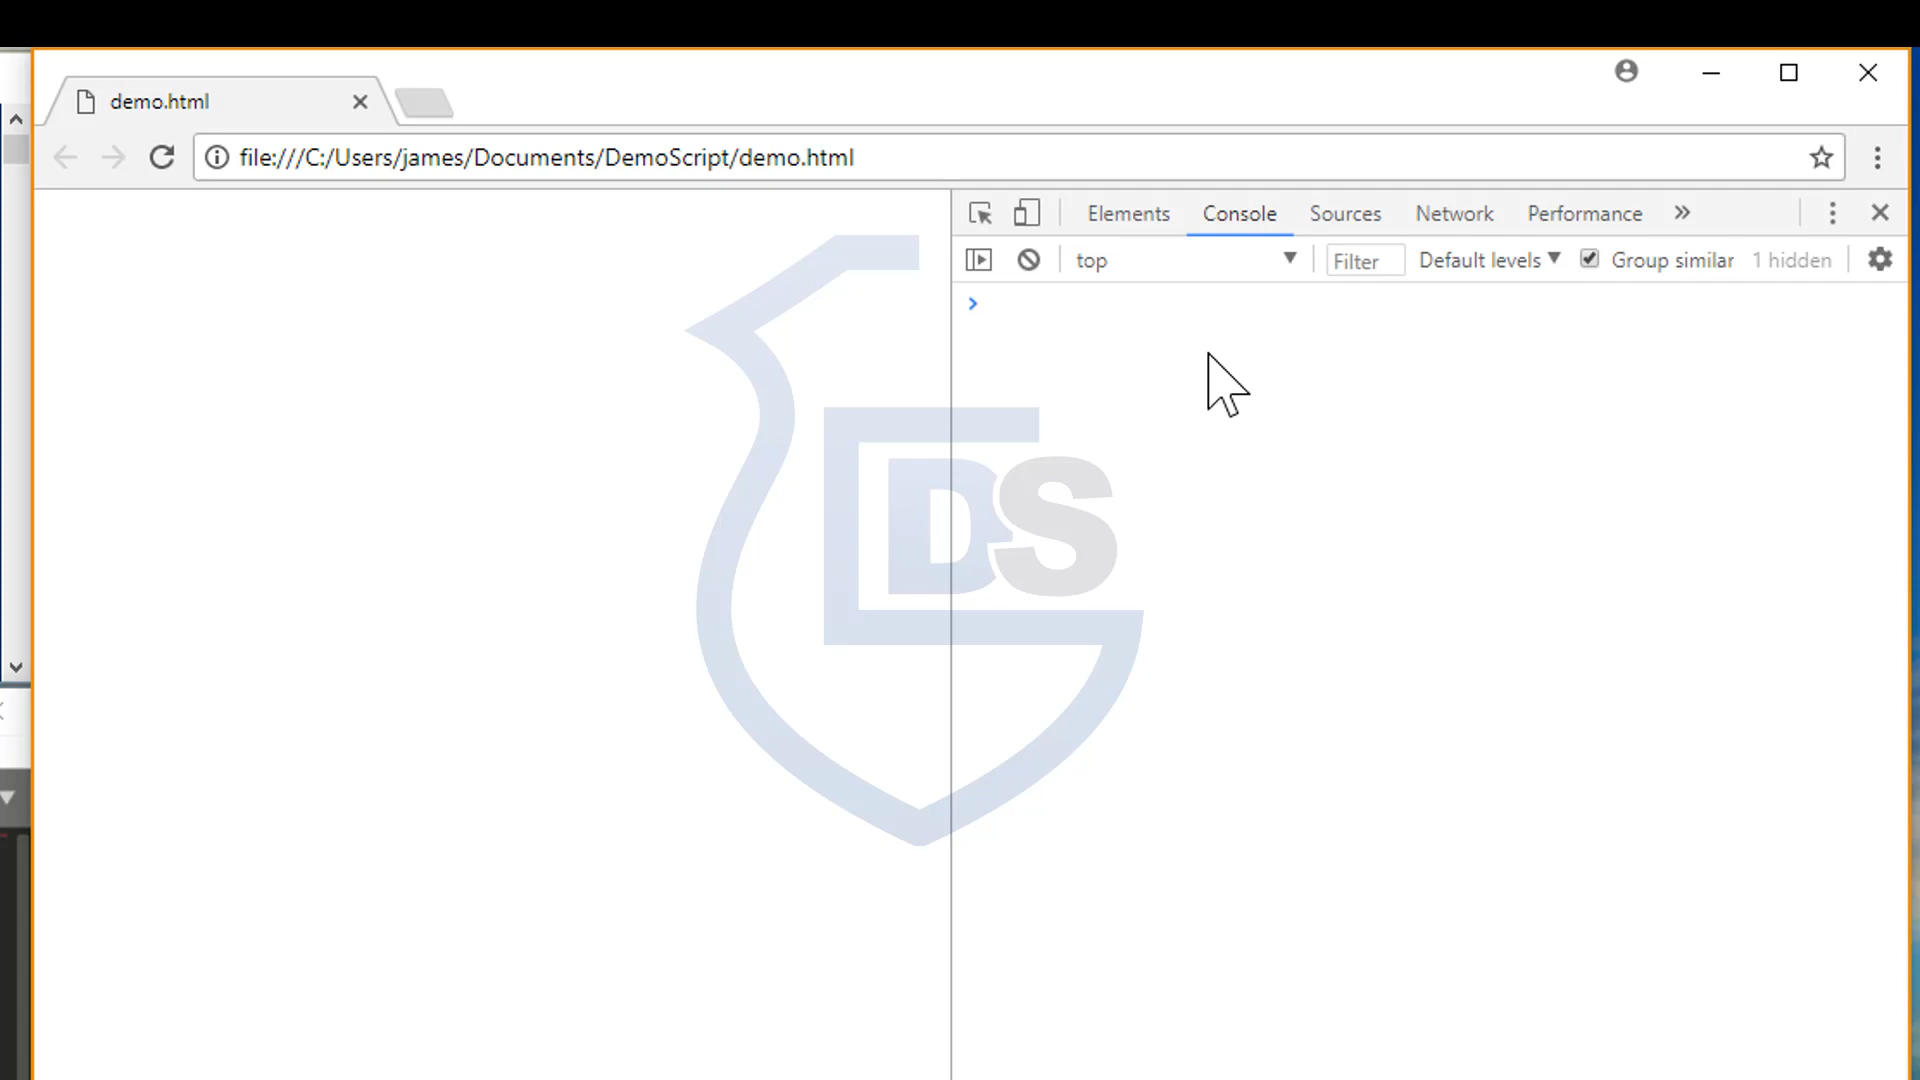 demo.html
file:///C:/Users/james/Documents/DemoScript/demo.html
Elements Console Sources Network Performance
top Filter Default levels Group similar 1 hidden
DS